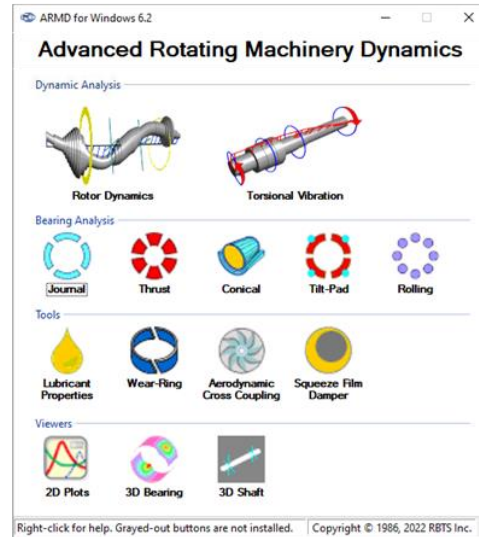 ARMD for Windows 6.2
Advanced Rotating Machinery Dynamics
Dynamic Analysis
Rotor Dynamics
Torsional Vibration
Bearing Analysis
Journal
Thrust
Conical
Tilt-Pad
Rolling
Tools
Lubricant
Properties
Wear-Ring
Aerodynamic
Cross Coupling
Squeeze Film
Damper
Viewers
2D Plots
3D Bearing
3D Shaft
Right-click for help. Grayed-out buttons are not installed.
Copyright © 1986, 2022 RBTS Inc.